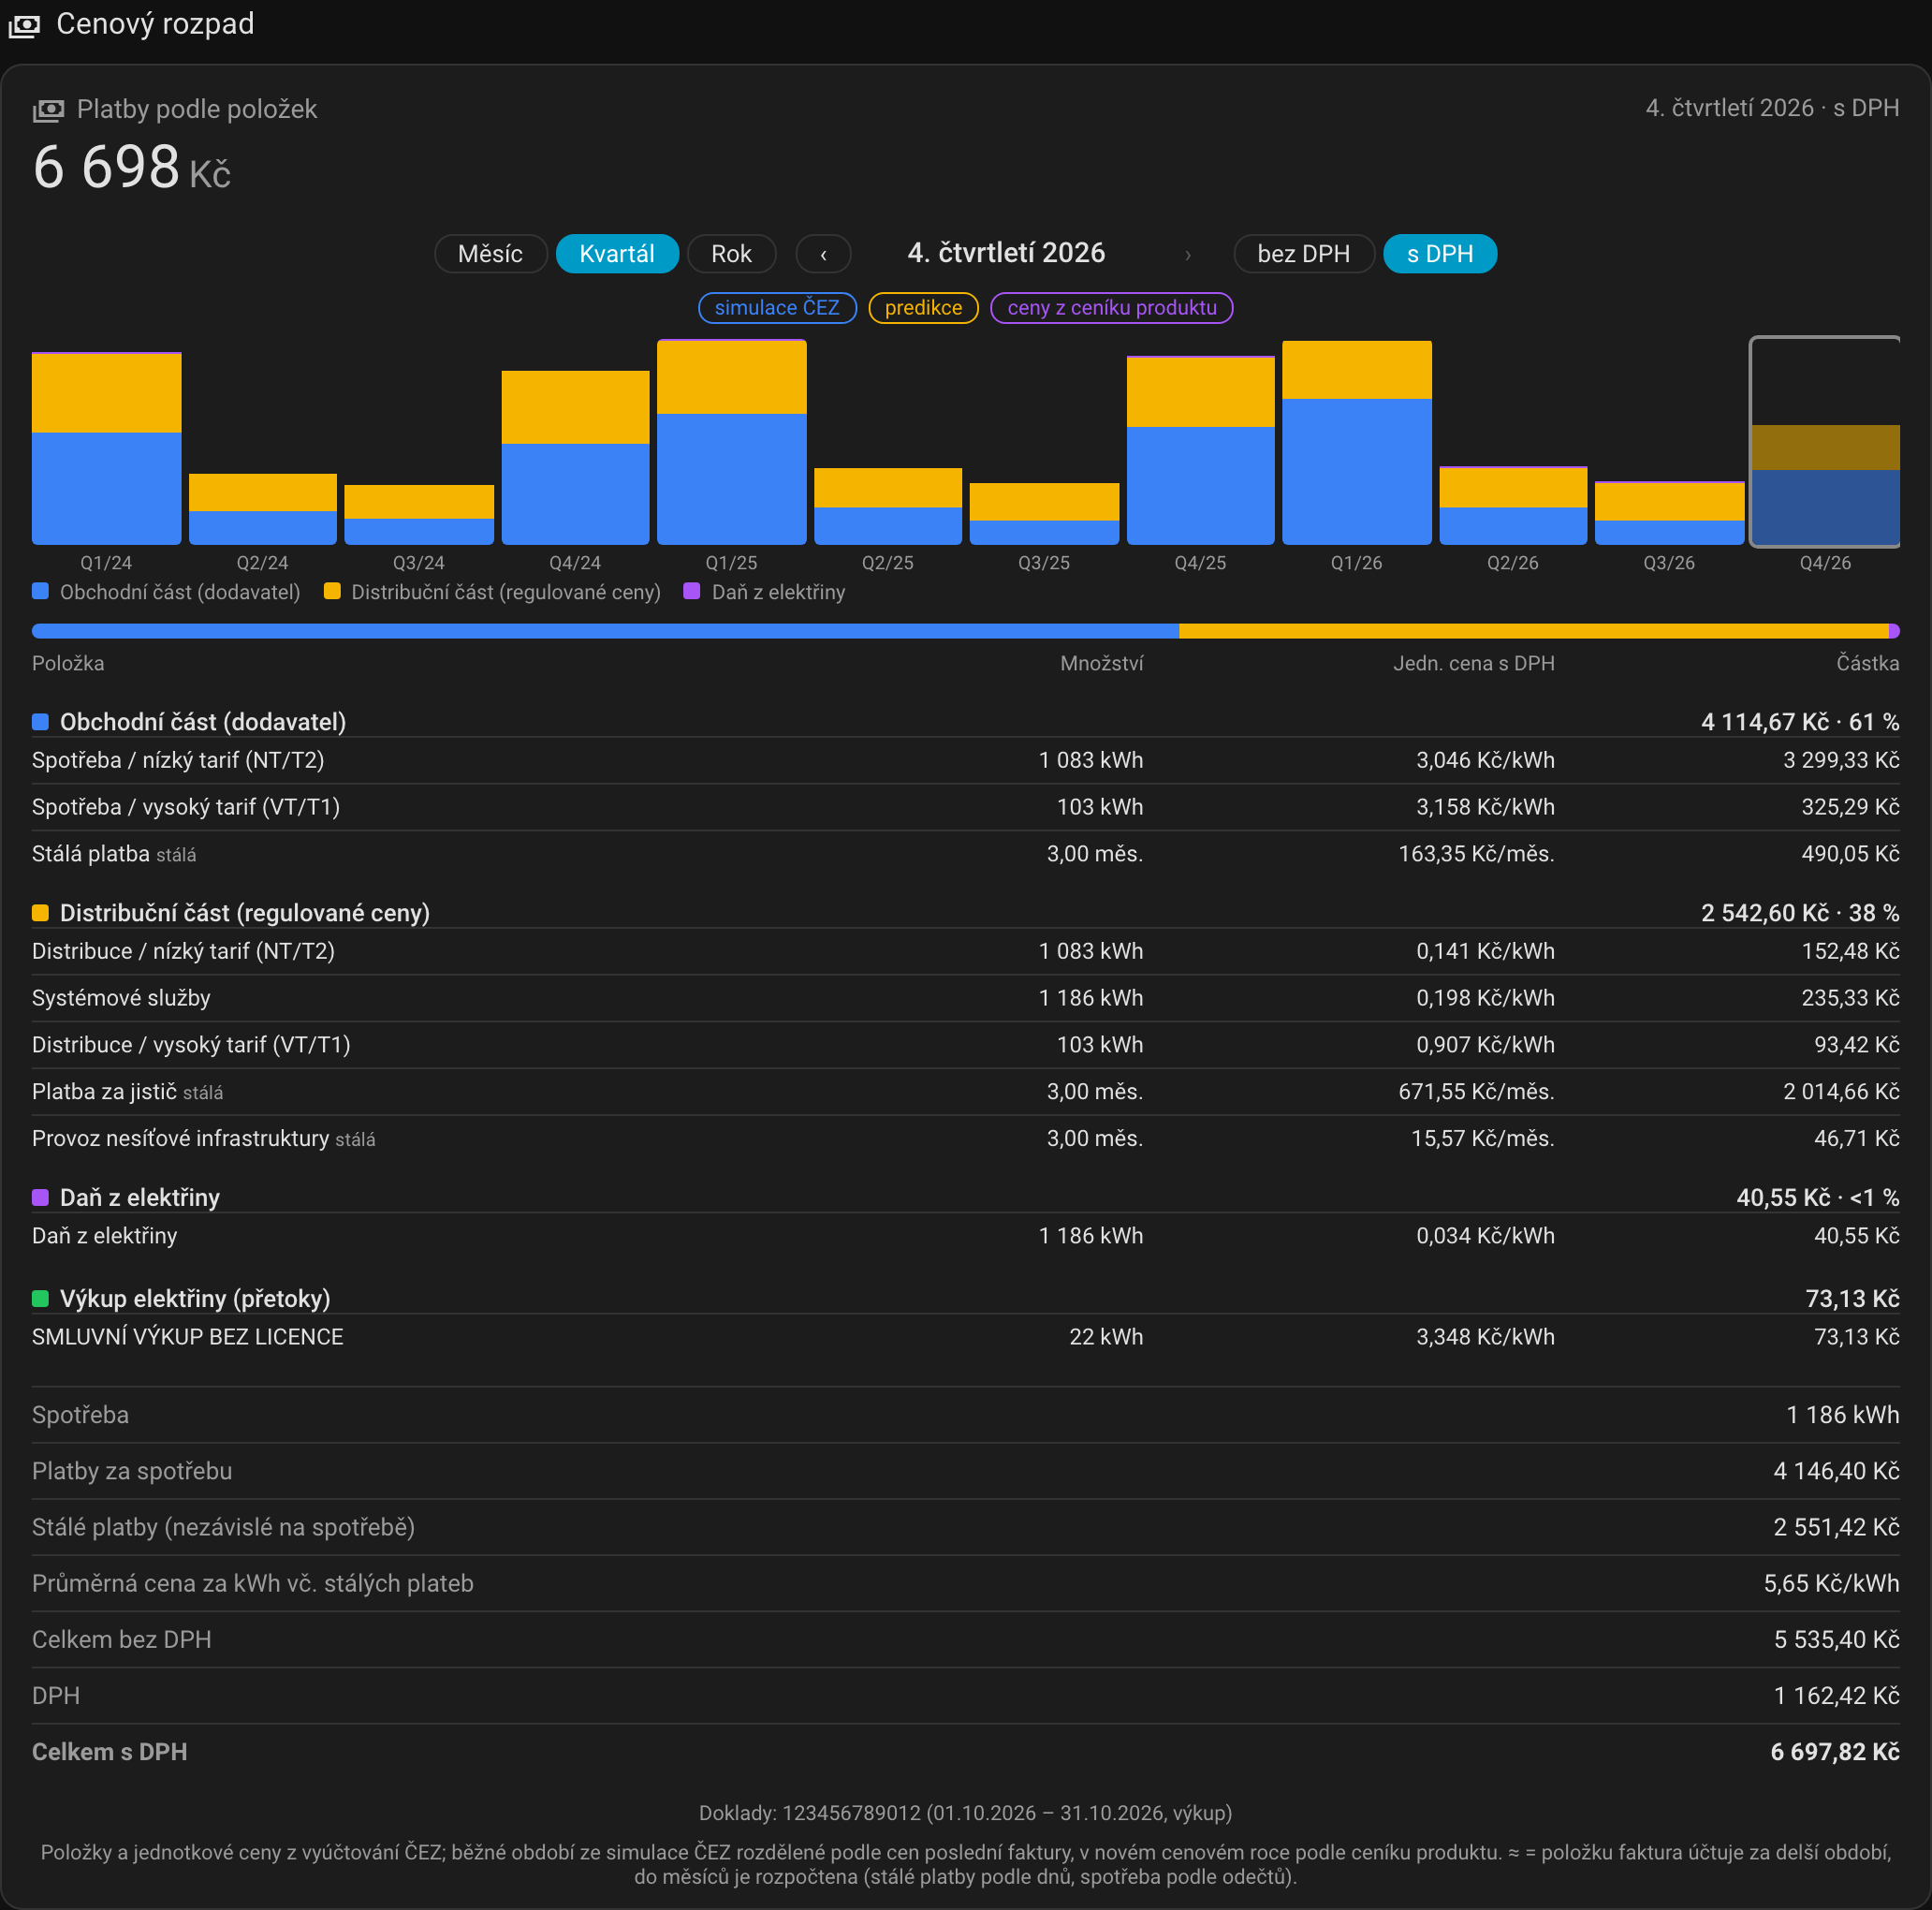 Cenový rozpad
Platby podle položek
4. čtvrtletí 2026 · s DPH
6 698 Kč
Měsíc Kvartál Rok ‹ 4. čtvrtletí 2026 › bez DPH s DPH
simulace ČEZ predikce ceny z ceníku produktu
Q1/24 Q2/24 Q3/24 Q4/24 Q1/25 Q2/25 Q3/25 Q4/25 Q1/26 Q2/26 Q3/26 Q4/26
Obchodní část (dodavatel) Distribuční část (regulované ceny) Daň z elektřiny
Položka Množství Jedn. cena s DPH Částka
Obchodní část (dodavatel) 4 114,67 Kč · 61 %
Spotřeba / nízký tarif (NT/T2) 1 083 kWh 3,046 Kč/kWh 3 299,33 Kč
Spotřeba / vysoký tarif (VT/T1) 103 kWh 3,158 Kč/kWh 325,29 Kč
Stálá platba stálá 3,00 měs. 163,35 Kč/měs. 490,05 Kč
Distribuční část (regulované ceny) 2 542,60 Kč · 38 %
Distribuce / nízký tarif (NT/T2) 1 083 kWh 0,141 Kč/kWh 152,48 Kč
Systémové služby 1 186 kWh 0,198 Kč/kWh 235,33 Kč
Distribuce / vysoký tarif (VT/T1) 103 kWh 0,907 Kč/kWh 93,42 Kč
Platba za jistič stálá 3,00 měs. 671,55 Kč/měs. 2 014,66 Kč
Provoz nesíťové infrastruktury stálá 3,00 měs. 15,57 Kč/měs. 46,71 Kč
Daň z elektřiny 40,55 Kč · <1 %
Daň z elektřiny 1 186 kWh 0,034 Kč/kWh 40,55 Kč
Výkup elektřiny (přetoky) 73,13 Kč
SMLUVNÍ VÝKUP BEZ LICENCE 22 kWh 3,348 Kč/kWh 73,13 Kč
Spotřeba 1 186 kWh
Platby za spotřebu 4 146,40 Kč
Stálé platby (nezávislé na spotřebě) 2 551,42 Kč
Průměrná cena za kWh vč. stálých plateb 5,65 Kč/kWh
Celkem bez DPH 5 535,40 Kč
DPH 1 162,42 Kč
Celkem s DPH 6 697,82 Kč
Doklady: 123456789012 (01.10.2026 – 31.10.2026, výkup)
Položky a jednotkové ceny z vyúčtování ČEZ; běžné období ze simulace ČEZ rozdělené podle cen poslední faktury, v novém cenovém roce podle ceníku produktu. ≈ = položku faktura účtuje za delší období,
do měsíců je rozpočtena (stálé platby podle dnů, spotřeba podle odečtů).